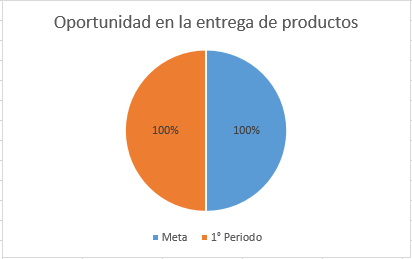 Oportunidad en la entrega de productos
100% 100%
Meta 1° Periodo